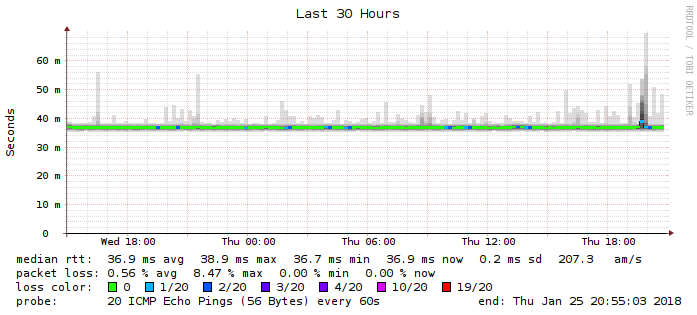 Last 30 Hours
RRDTOOL / TOBI OETIKER
Seconds
60 m
50 m
40 m
30 m
20 m
10 m
0
Wed 18:00 Thu 00:00 Thu 06:00 Thu 12:00 Thu 18:00
median rtt: 36.9 ms avg 38.9 ms max 36.7 ms min 36.9 ms now 0.2 ms sd 207.3 am/s
packet loss: 0.56 % avg 8.47 % max 0.00 % min 0.00 % now
loss color: 0 1/20 2/20 3/20 4/20 10/20 19/20
probe: 20 ICMP Echo Pings (56 Bytes) every 60s end: Thu Jan 25 20:55:03 2018